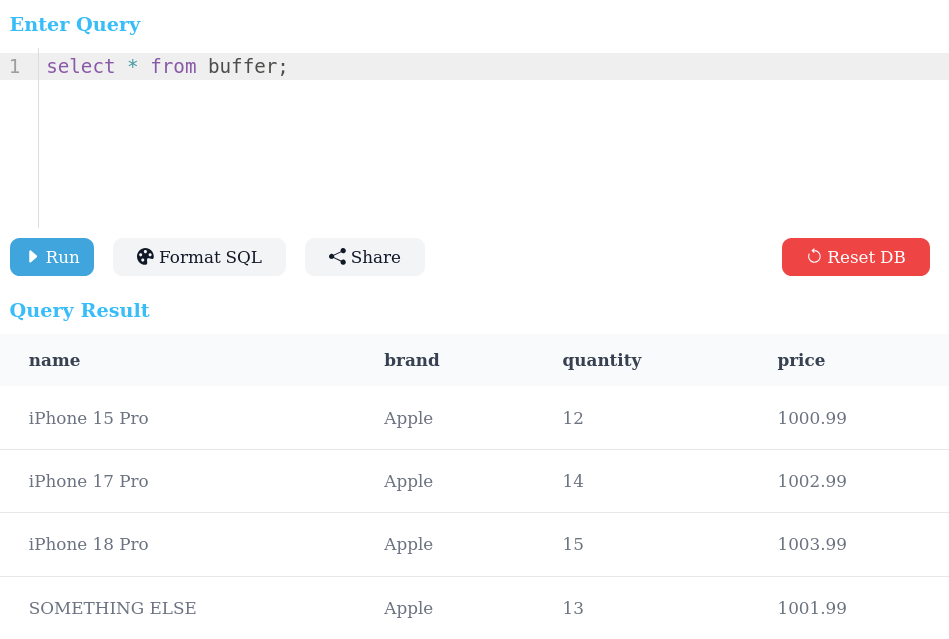 Enter Query
1 select * from buffer;
Run Format SQL Share Reset DB
Query Result
name brand quantity price
iPhone 15 Pro Apple 12 1000.99
iPhone 17 Pro Apple 14 1002.99
iPhone 18 Pro Apple 15 1003.99
SOMETHING ELSE Apple 13 1001.99